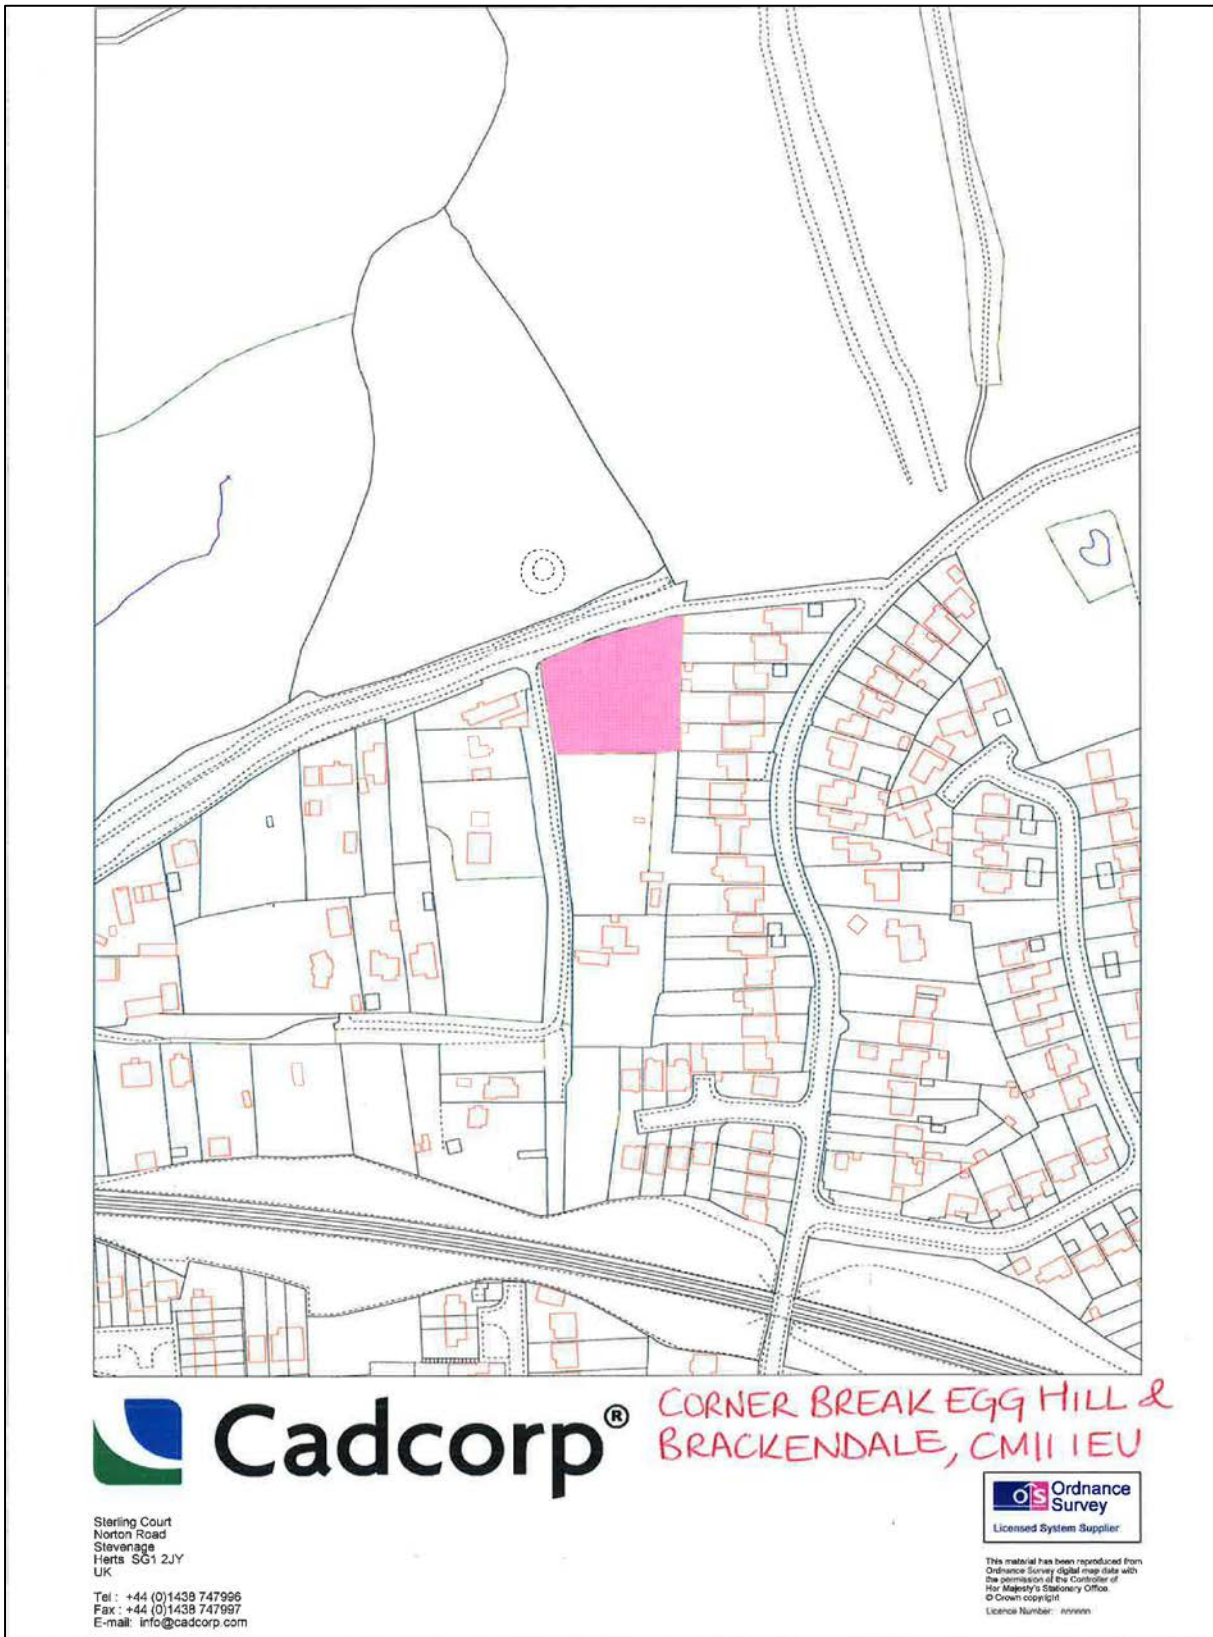 Cadcorp®
CORNER BREAK EGG HILL &
BRACKENDALE, CM11 1EU
Sterling Court
Norton Road
Stevenage
Herts SG1 2JY
UK
Tel : +44 (0)1438 747996
Fax : +44 (0)1438 747997
E-mail: info@cadcorp.com
OS Ordnance
Survey
Licensed System Supplier
This material has been reproduced from
Ordnance Survey digital map data with
the permission of the Controller of
Her Majesty's Stationery Office.
© Crown copyright
Licence Number: